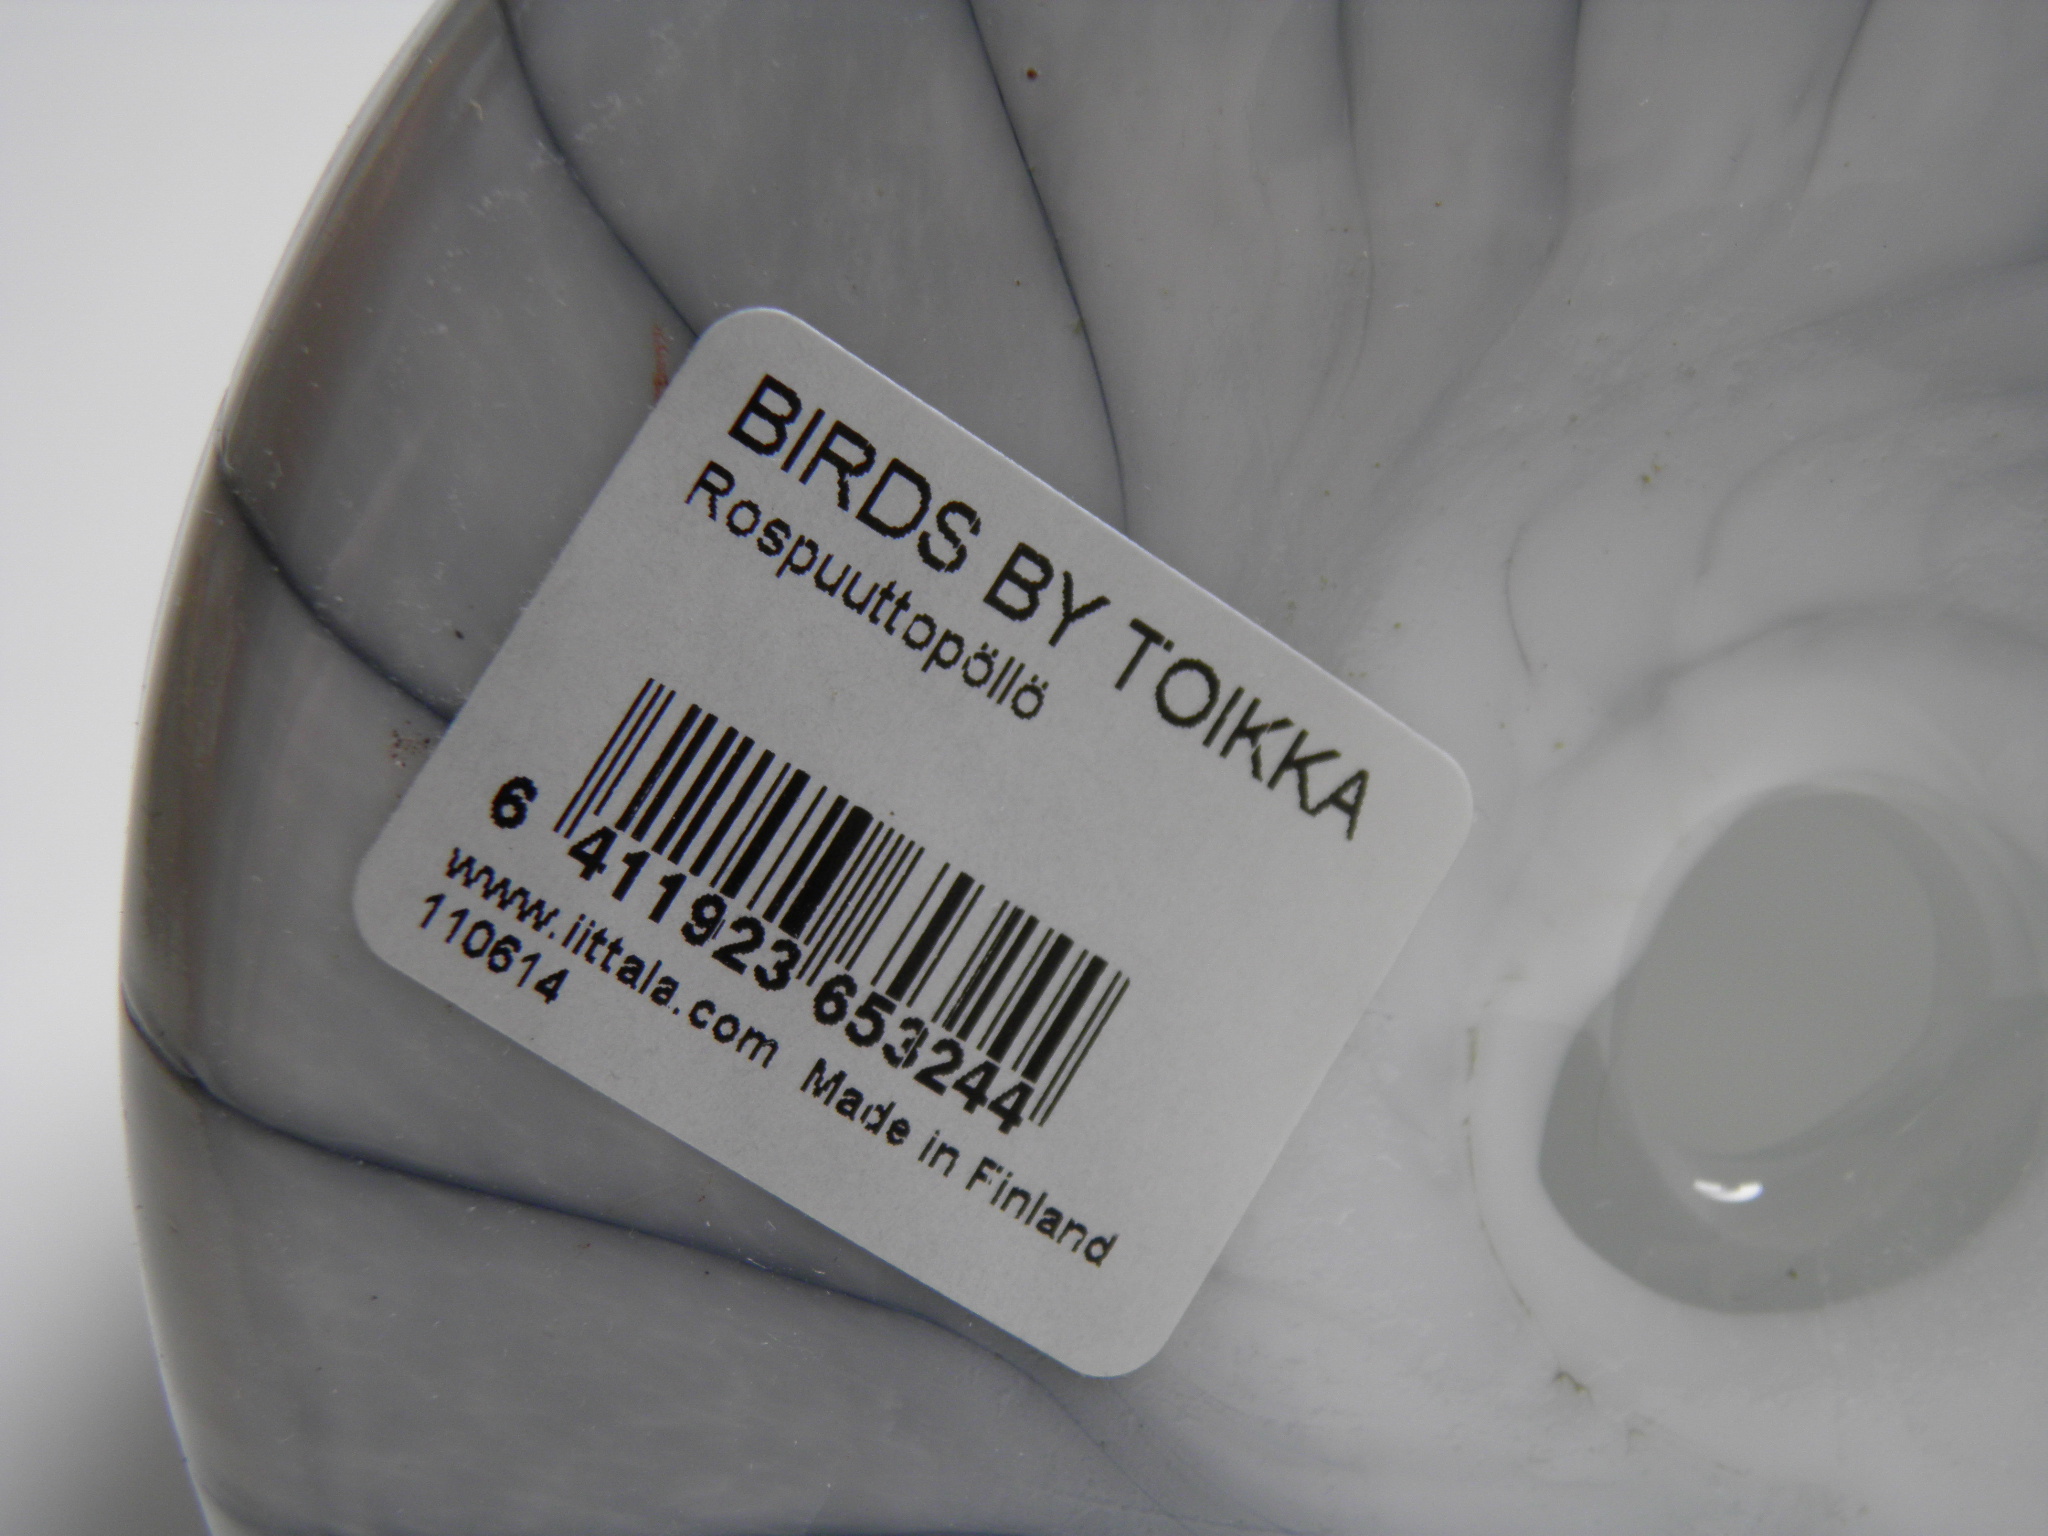 BIRDS BY TOIKKA
Rospuuttopöllö
6 411923 653244
www.iittala.com Made in Finland
110614